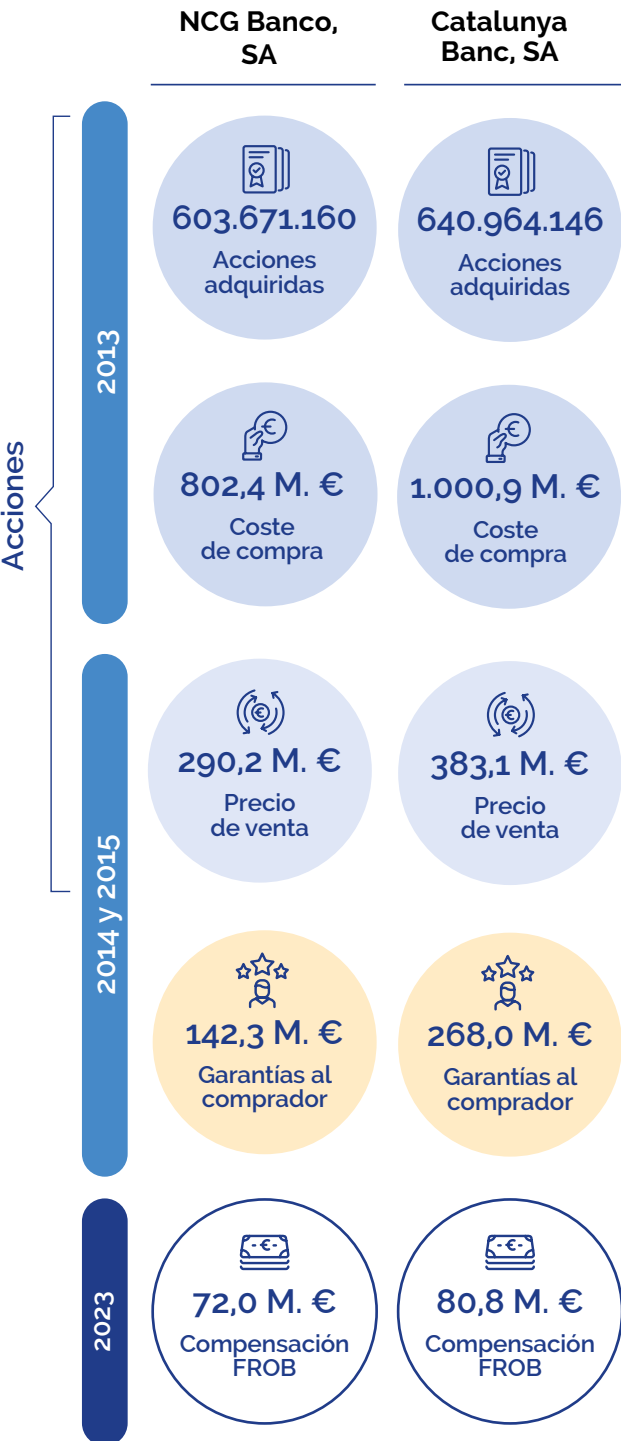 NCG Banco,
SA
Catalunya
Banc, SA
Acciones
2013
603.671.160
Acciones
adquiridas
640.964.146
Acciones
adquiridas
802,4 M. €
Coste
de compra
1.000,9 M. €
Coste
de compra
2014 y 2015
290,2 M. €
Precio
de venta
383,1 M. €
Precio
de venta
142,3 M. €
Garantías al
comprador
268,0 M. €
Garantías al
comprador
2023
72,0 M. €
Compensación
FROB
80,8 M. €
Compensación
FROB